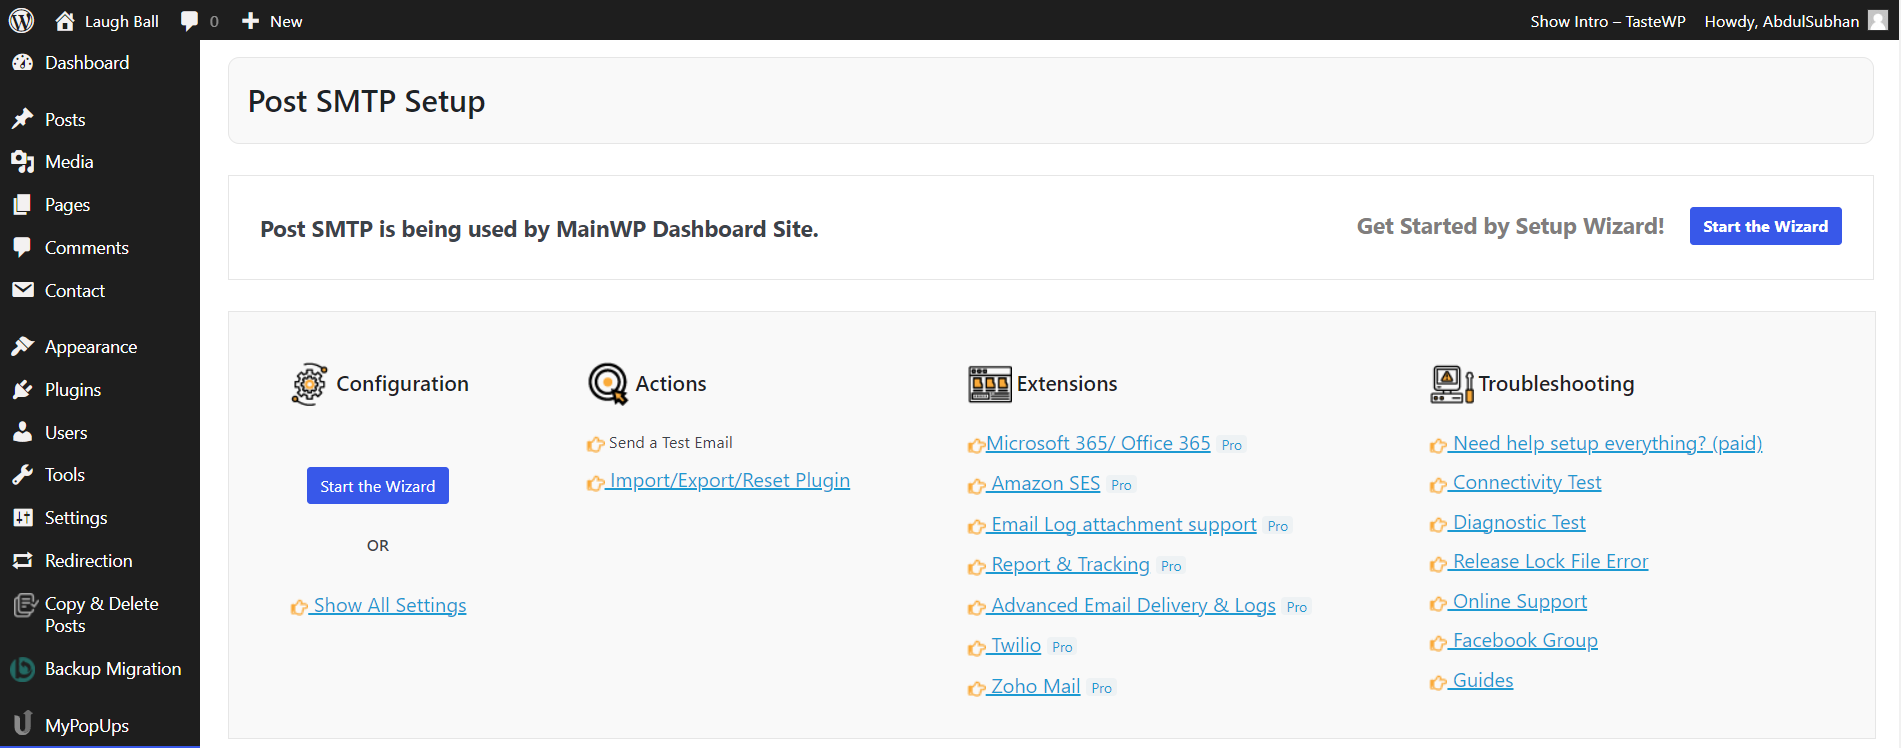 Laugh Ball 0 New Show Intro – TasteWP Howdy, AbdulSubhan
Dashboard
Posts
Media
Pages
Comments
Contact
Appearance
Plugins
Users
Tools
Settings
Redirection
Copy & Delete
Posts
Backup Migration
MyPopUps
Post SMTP Setup
Post SMTP is being used by MainWP Dashboard Site.
Get Started by Setup Wizard! Start the Wizard
Configuration
Start the Wizard
OR
Show All Settings
Actions
Send a Test Email
Import/Export/Reset Plugin
Extensions
Microsoft 365/ Office 365 Pro
Amazon SES Pro
Email Log attachment support Pro
Report & Tracking Pro
Advanced Email Delivery & Logs Pro
Twilio Pro
Zoho Mail Pro
Troubleshooting
Need help setup everything? (paid)
Connectivity Test
Diagnostic Test
Release Lock File Error
Online Support
Facebook Group
Guides